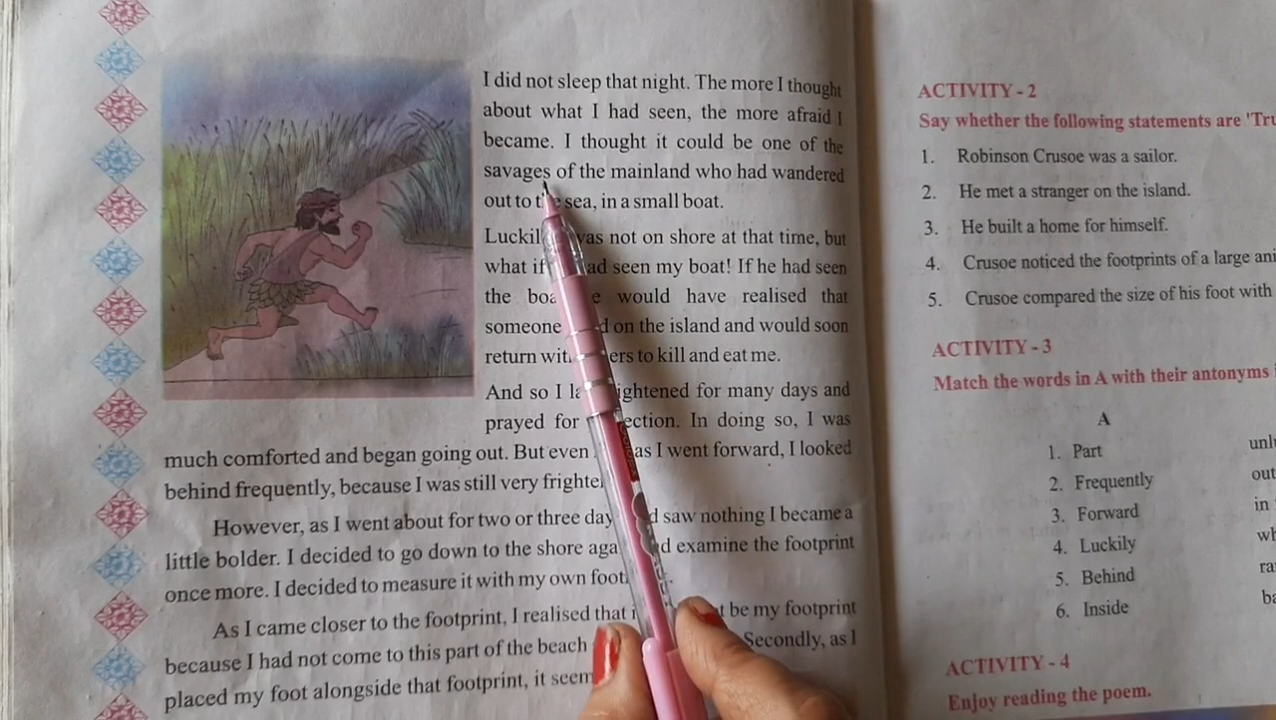 I did not sleep that night. The more I thought
about what I had seen, the more afraid I
became. I thought it could be one of the
savages of the mainland who had wandered
out to the sea, in a small boat.
was not on shore at that time, but
what if had seen my boat! If he had seen
the would have realised that
someone on the island and would soon
return to kill and eat me.
And so I for many days and
prayed for In doing so, I was
much comforted and began going out. But even as I went forward, I looked
behind frequently, because I was still very
However, as I went about for two or three saw nothing I became a
little bolder. I decided to go down to the shore examine the footprint
once more. I decided to measure it with my own foot.
As I came closer to the footprint, I realised that be my footprint
because I had not come to this part of the beach Secondly, as I
placed my foot alongside that footprint, it
ACTIVITY - 2
Say whether the following statements are
1. Robinson Crusoe was a sailor.
2. He met a stranger on the island.
3. He built a home for himself.
4. Crusoe noticed the footprints of a large
5. Crusoe compared the size of his foot with
ACTIVITY - 3
Match the words in A with their antonyms
A
1. Part
2. Frequently
3. Forward
4. Luckily
5. Behind
6. Inside
ACTIVITY - 4
Enjoy reading the poem.